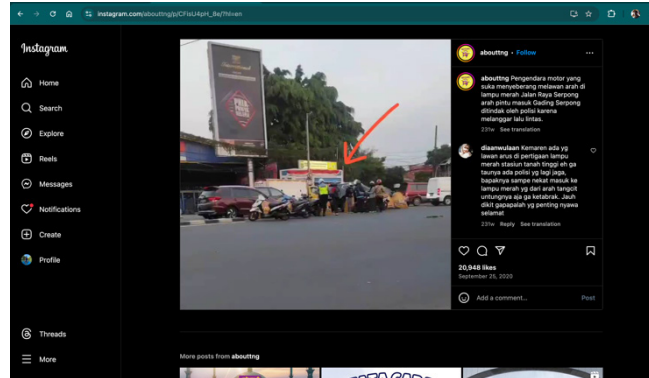 instagram.com/abouttng/p/CFisU4pH_8e/?hl=en
Instagram
Home
Search
Explore
Reels
Messages
Notifications
Create
Profile
Threads
More
abouttng • Follow
abouttng Pengendara motor yang
suka menyeberang melawan arah di
lampu merah Jalan Raya Serpong
arah pintu masuk Gading Serpong
ditindak oleh polisi karena
melanggar lalu lintas.
231w See translation
diaanwulaan Kemaren ada yg
lawan arus di pertigaan lampu
merah stasiun tanah tinggi eh ga
taunya ada polisi yg lagi jaga,
bapaknya sampe nekat masuk ke
lampu merah yg dari arah tangcit
untungnya aja ga ketabrak. Jauh
dikit gapapalah yg penting nyawa
selamat
231w Reply See translation
20,948 likes
September 25, 2020
Add a comment...
Post
More posts from abouttng